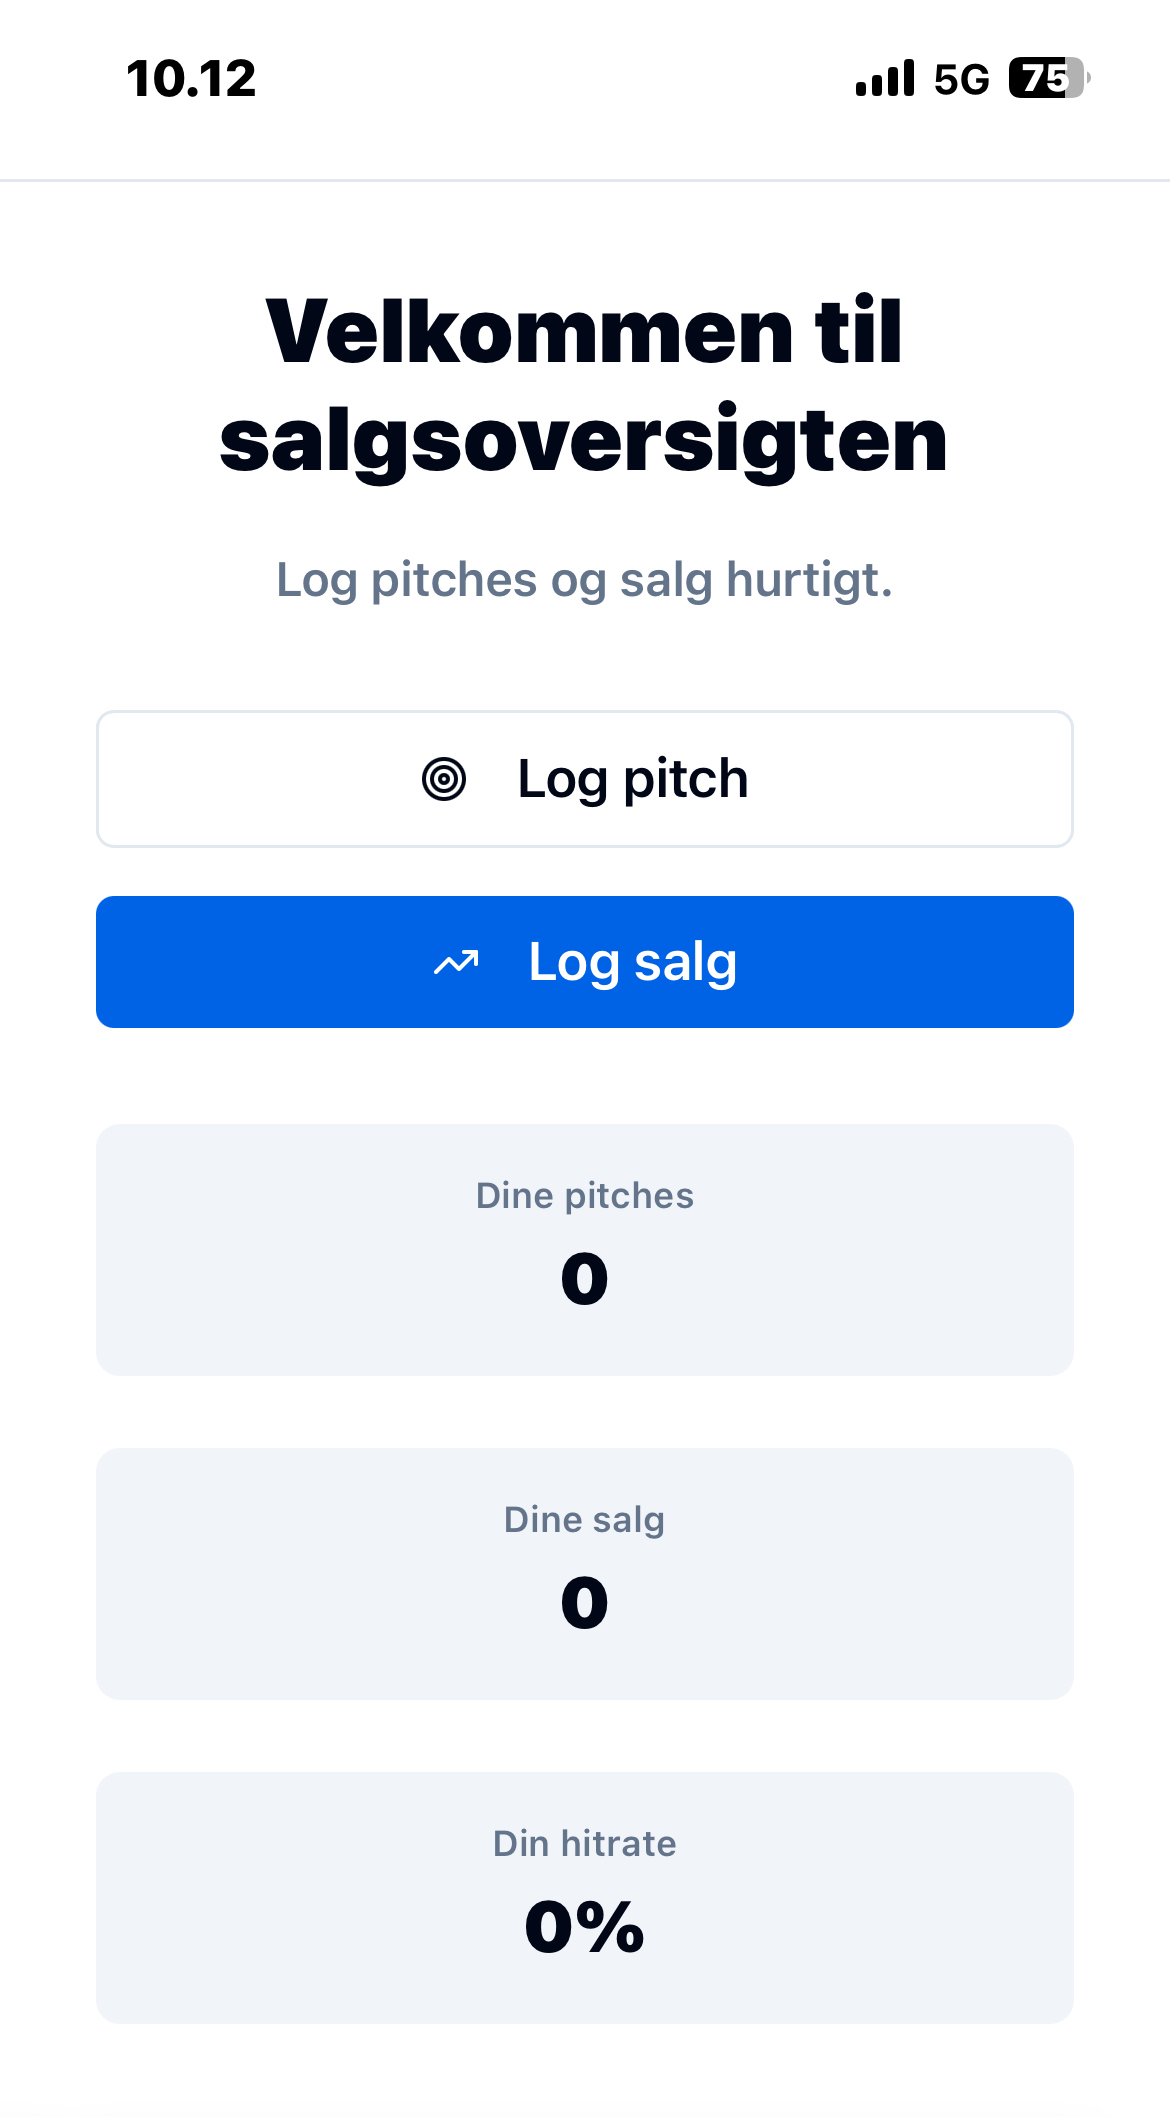 10.12
5G 75
Velkommen til
salgsoversigten
Log pitches og salg hurtigt.
Log pitch
Log salg
Dine pitches
0
Dine salg
0
Din hitrate
0%